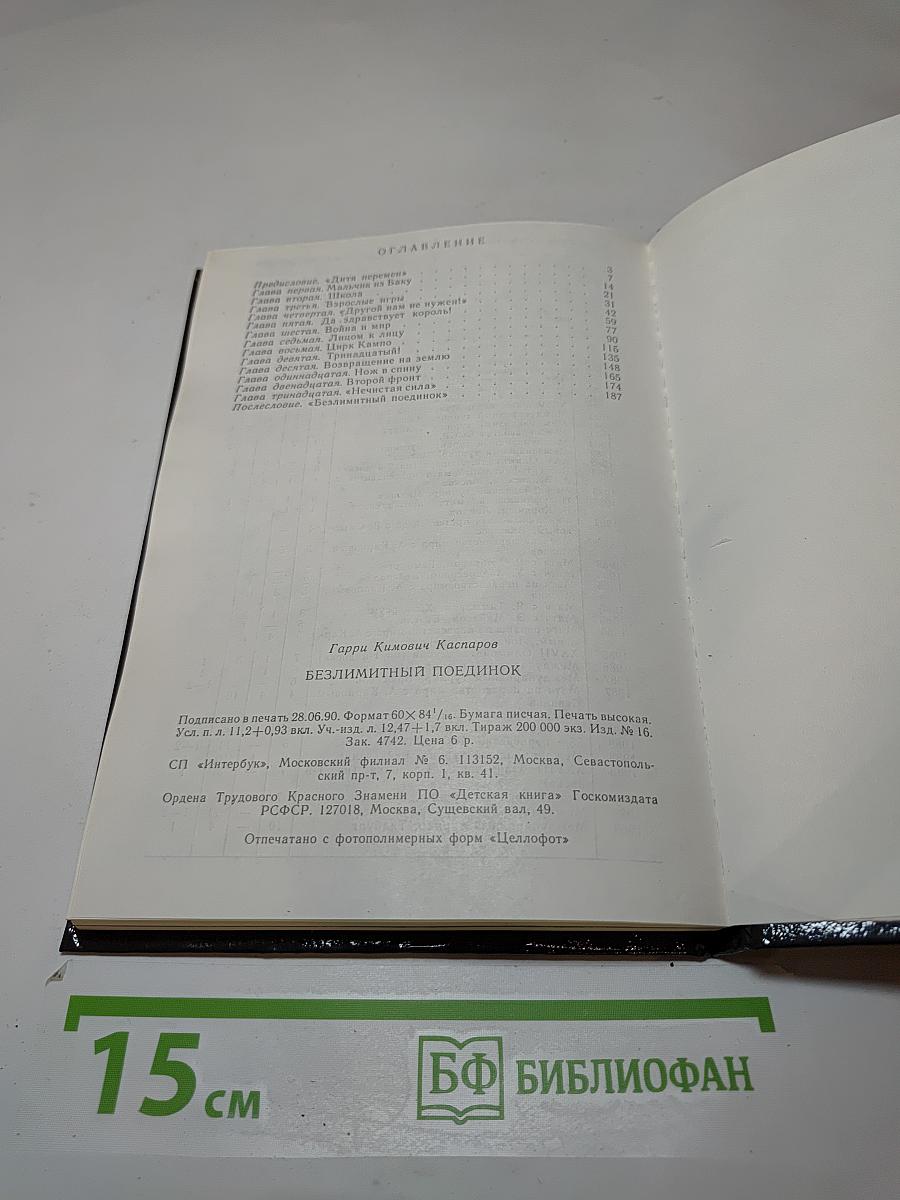 ОГЛАВЛЕНИЕ
Предисловие. «Дитя перемен» 3
Глава первая. Мальчик из Баку 7
Глава вторая. Школа 14
Глава третья. Взрослые игры 21
Глава четвертая. «Другой нам не нужен!» 31
Глава пятая. Да здравствует король! 42
Глава шестая. Война и мир 59
Глава седьмая. Лицом к лицу 77
Глава восьмая. Цирк Кампо 90
Глава девятая. Тринадцатый! 115
Глава десятая. Возвращение на землю 135
Глава одиннадцатая. Нож в спину 148
Глава двенадцатая. Второй фронт 165
Глава тринадцатая. «Нечистая сила» 174
Послесловие. «Безлимитный поединок» 187
Гарри Кимович Каспаров
БЕЗЛИМИТНЫЙ ПОЕДИНОК
Подписано в печать 28.06.90. Формат 60×84¹/₁₆. Бумага писчая. Печать высокая.
Усл. п. л. 11,2+0,93 вкл. Уч.-изд. л. 12,47+1,7 вкл. Тираж 200 000 экз. Изд. № 16.
Зак. 4742. Цена 6 р.
СП «Интербук», Московский филиал № 6. 113152, Москва, Севастополь-
ский пр-т, 7, корп. 1, кв. 41.
Ордена Трудового Красного Знамени ПО «Детская книга» Госкомиздата
РСФСР. 127018, Москва, Сущевский вал, 49.
Отпечатано с фотополимерных форм «Целлофот»
15 см
БФ БИБЛИОФАН